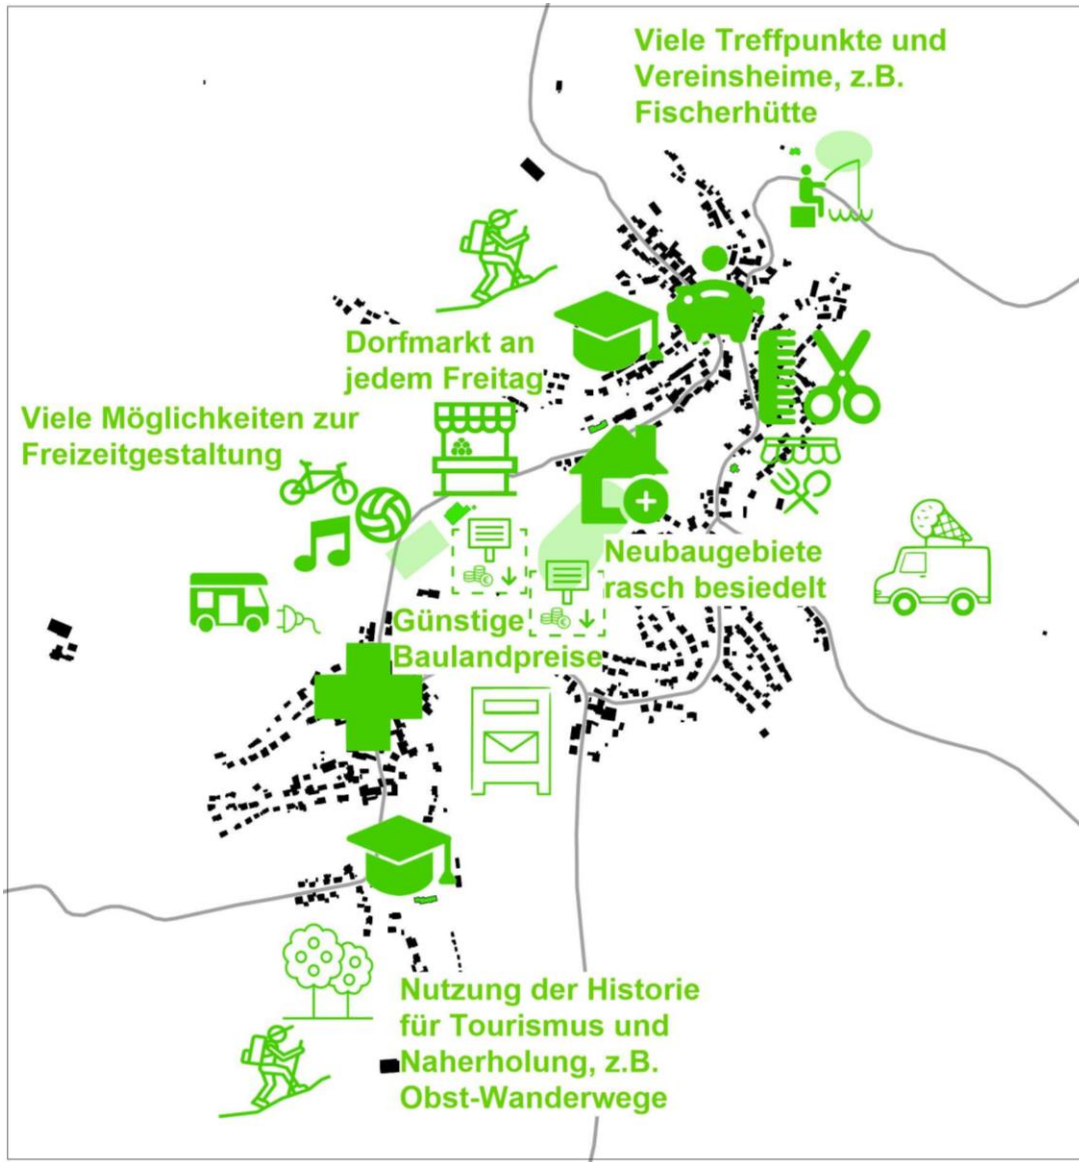 Viele Treffpunkte und
Vereinsheime, z.B.
Fischerhütte
Dorfmarkt an
jedem Freitag
Viele Möglichkeiten zur
Freizeitgestaltung
Neubaugebiete
rasch besiedelt
Günstige
Baulandpreise
Nutzung der Historie
für Tourismus und
Naherholung, z.B.
Obst-Wanderwege